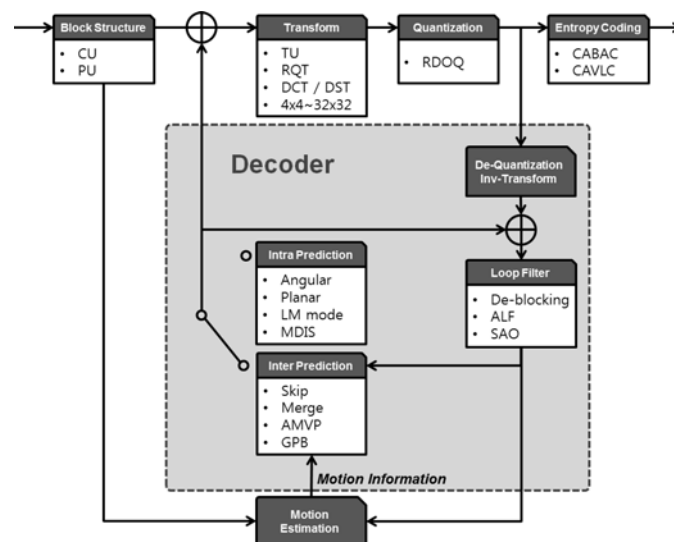 Block Structure
• CU
• PU
Transform
• TU
• RQT
• DCT / DST
• 4x4~32x32
Quantization
• RDOQ
Entropy Coding
• CABAC
• CAVLC
Decoder
De-Quantization
Inv-Transform
Intra Prediction
• Angular
• Planar
• LM mode
• MDIS
Loop Filter
• De-blocking
• ALF
• SAO
Inter Prediction
• Skip
• Merge
• AMVP
• GPB
Motion Information
Motion
Estimation